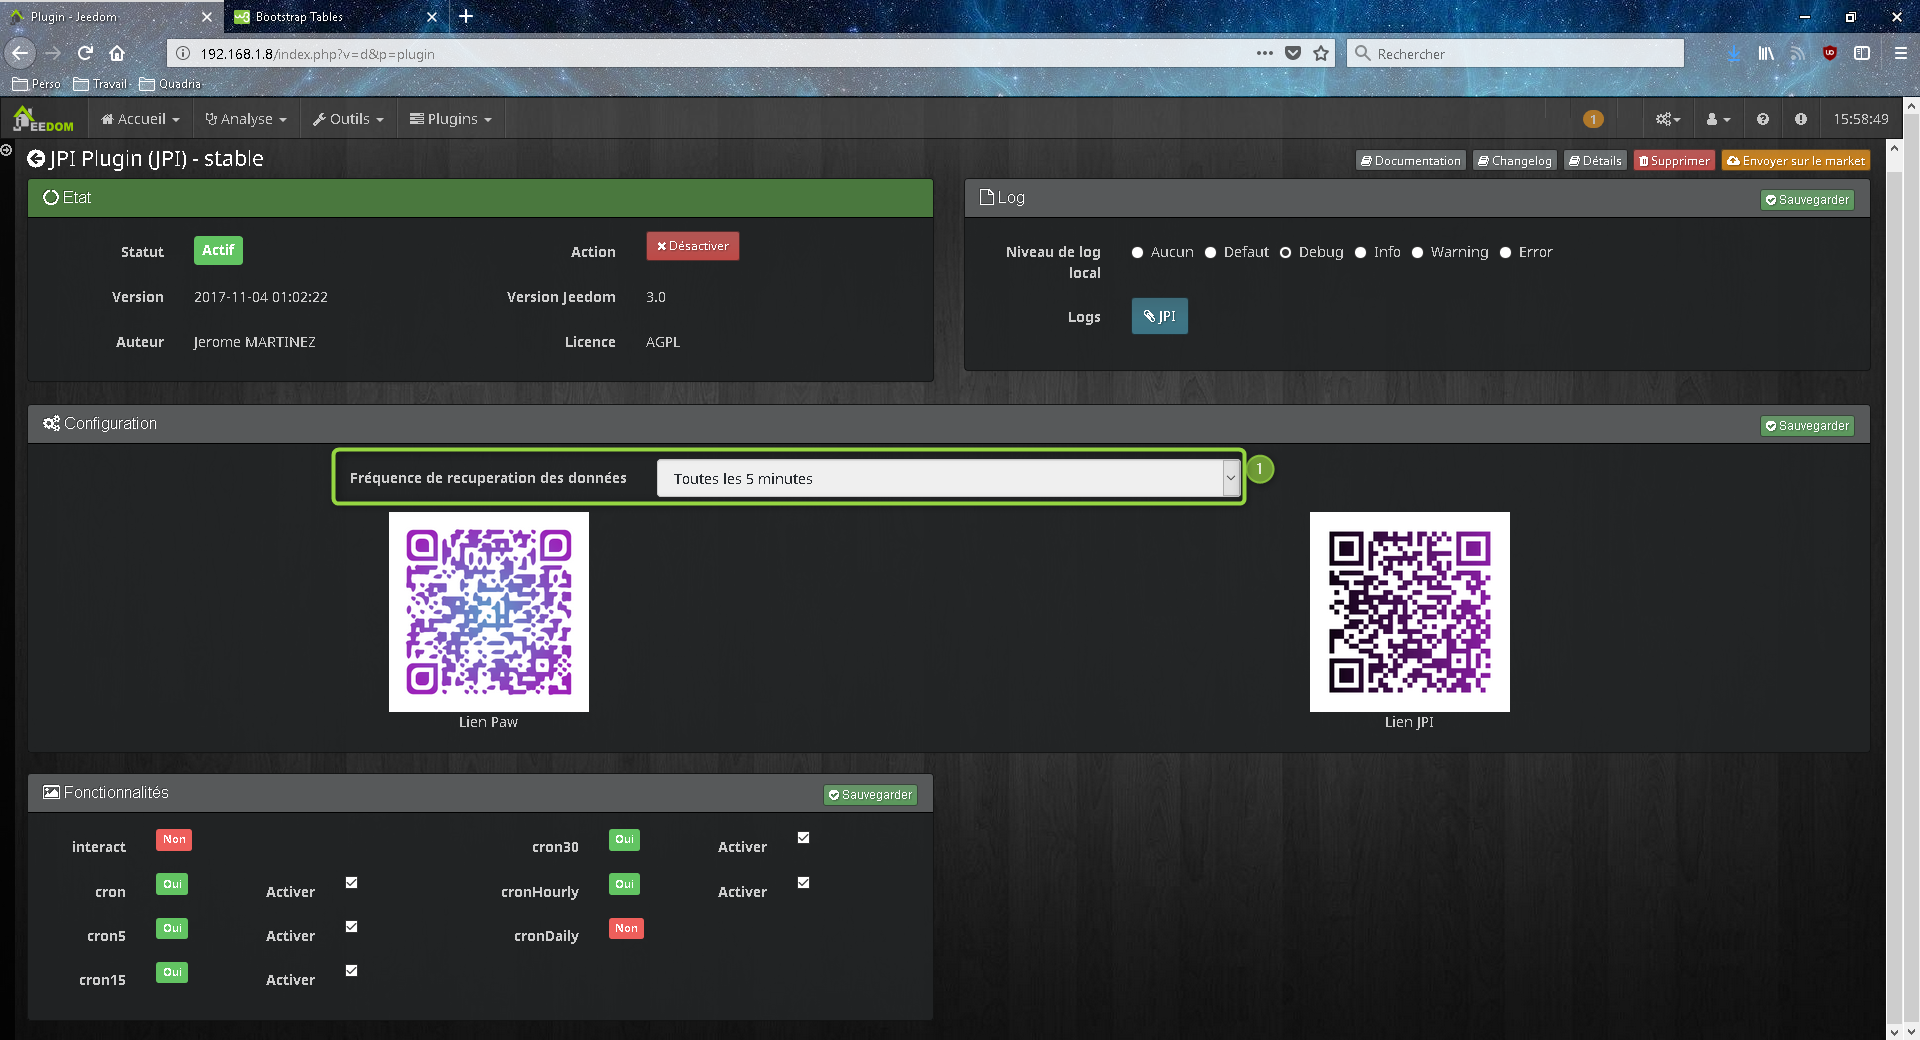 Plugin - Jeedom
Bootstrap Tables
192.168.1.8/index.php?v=d&p=plugin
Rechercher
Perso Travail Quadria
JEEDOM Accueil Analyse Outils Plugins 1 15:58:49
JPI Plugin (JPI) - stable
Documentation Changelog Détails Supprimer Envoyer sur le market
Etat
Statut Actif Action Désactiver
Version 2017-11-04 01:02:22 Version Jeedom 3.0
Auteur Jerome MARTINEZ Licence AGPL
Log Sauvegarder
Niveau de log local Aucun Defaut Debug Info Warning Error
Logs JPI
Configuration Sauvegarder
Fréquence de recuperation des données Toutes les 5 minutes 1
Lien Paw Lien JPI
Fonctionnalités Sauvegarder
interact Non cron30 Oui Activer
cron Oui Activer cronHourly Oui Activer
cron5 Oui Activer cronDaily Non
cron15 Oui Activer